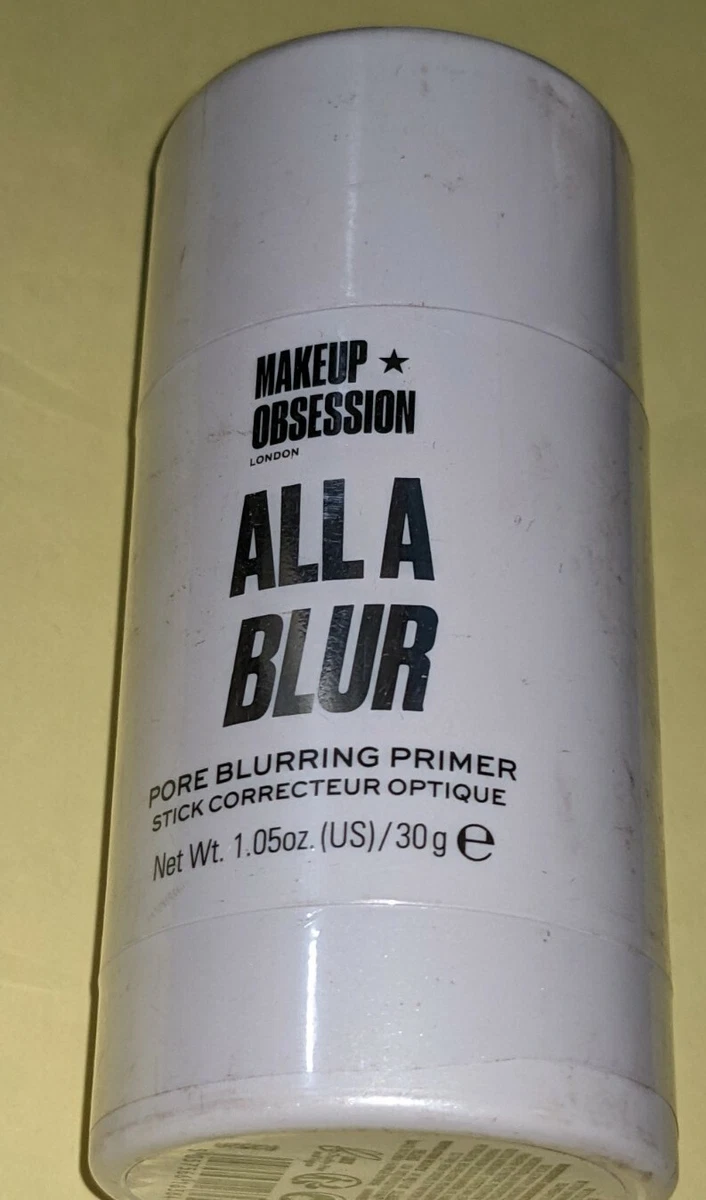 MAKEUP ★
OBSESSION
LONDON
ALL A
BLUR
PORE BLURRING PRIMER
STICK CORRECTEUR OPTIQUE
Net Wt. 1.05oz. (US)/30g ℮